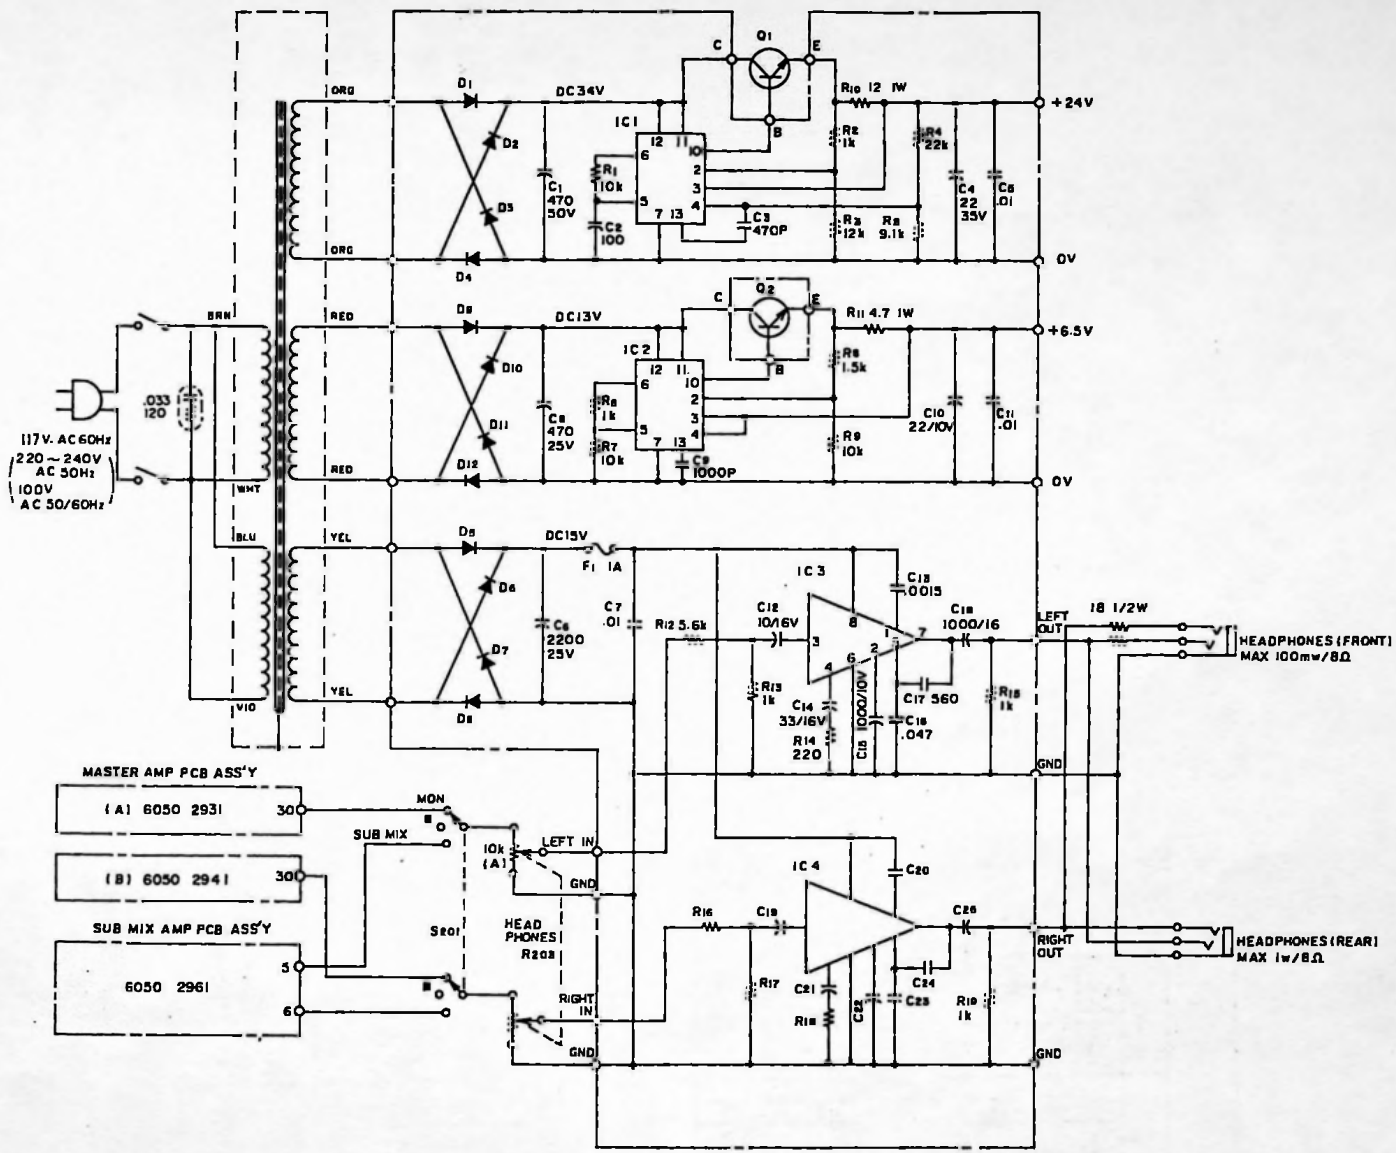 C
Q1
E
ORG
D1
DC34V
R10 12 1W
+24V
D2
IC1
12
11
10
B
R2
1k
R4
22k
6
R1
10k
2
3
C1
470
50V
D3
5
4
7
13
C2
100
C3
470P
R3
12k
R5
9.1k
C4
22
35V
C5
.01
ORG
D4
0V
C
Q2
E
BRN
RED
D9
DC13V
R11 4.7 1W
+6.5V
IC2
12
11
10
B
R8
1.5k
D10
6
2
.033
120
R6
1k
3
C8
470
25V
C10
22/10V
C11
.01
D11
5
4
R7
10k
7
13
R9
10k
117V. AC60Hz
220~240V
AC 50Hz
100V
AC 50/60Hz
C9
1000P
WHT
RED
D12
0V
BLU
YEL
D5
DC15V
F1 1A
IC3
D6
C13
.0015
C7
.01
C12
10/16V
8
1
7
C18
1000/16
LEFT
OUT
18 1/2W
C6
2200
25V
R12 5.6k
3
2
HEADPHONES (FRONT)
MAX 100mw/8Ω
D7
4
6
R13
1k
C14
33/16V
C15 1000/10V
C17 560
R15
1k
C16
.047
R14
220
VIO
YEL
D8
GND
MASTER AMP PCB ASS'Y
(A) 6050 2931
30
MON
SUB MIX
10k
(A)
LEFT IN
(B) 6050 2941
30
GND
IC4
C20
SUB MIX AMP PCB ASS'Y
S201
HEAD
PHONES
R202
R16
C19
C26
RIGHT
OUT
HEADPHONES (REAR)
MAX 1w/8Ω
5
6050 2961
6
RIGHT
IN
R17
C21
C24
C22
C23
R18
R19
1k
GND
GND